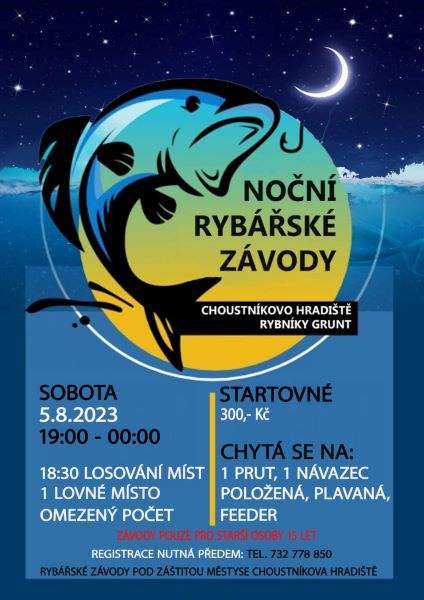 NOČNÍ
RYBÁŘSKÉ
ZÁVODY
CHOUSTNÍKOVO HRADIŠTĚ
RYBNÍKY GRUNT
SOBOTA
5.8.2023
19:00 - 00:00
18:30 LOSOVÁNÍ MÍST
1 LOVNÉ MÍSTO
OMEZENÝ POČET
STARTOVNÉ
300,- Kč
CHYTÁ SE NA:
1 PRUT, 1 NÁVAZEC
POLOŽENÁ, PLAVANÁ,
FEEDER
ZÁVODY POUZE PRO STARŠÍ OSOBY 15 LET
REGISTRACE NUTNÁ PŘEDEM: TEL. 732 778 850
RYBÁŘSKÉ ZÁVODY POD ZÁŠTITOU MĚSTYSE CHOUSTNÍKOVA HRADIŠTĚ